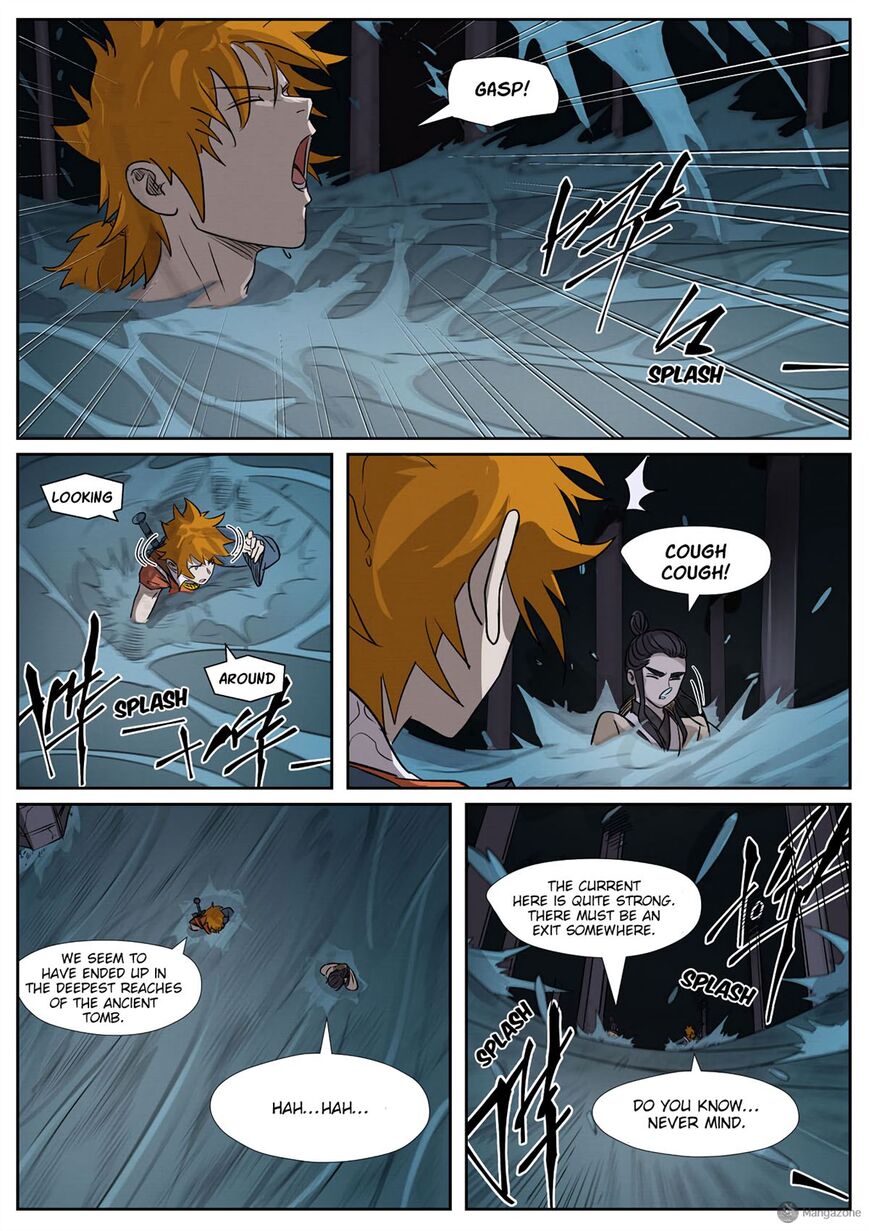 GASP!
SPLASH
LOOKING
AROUND
SPLASH
COUGH
COUGH!
WE SEEM TO
HAVE ENDED UP IN
THE DEEPEST REACHES
OF THE ANCIENT
TOMB.
HAH...HAH...
THE CURRENT
HERE IS QUITE STRONG.
THERE MUST BE AN
EXIT SOMEWHERE.
SPLASH
SPLASH
DO YOU KNOW...
NEVER MIND.
Mangazone